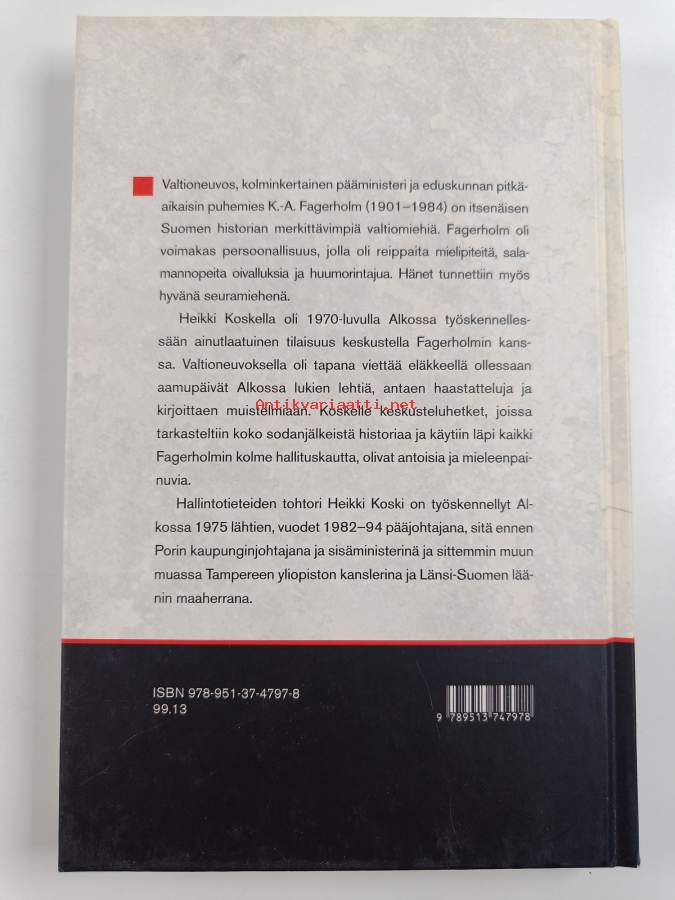 Valtioneuvos, kolminkertainen pääministeri ja eduskunnan pitkä-
aikaisin puhemies K.-A. Fagerholm (1901–1984) on itsenäisen
Suomen historian merkittävimpiä valtiomiehiä. Fagerholm oli
voimakas persoonallisuus, jolla oli reippaita mielipiteitä, sala-
mannopeita oivalluksia ja huumorintajua. Hänet tunnettiin myös
hyvänä seuramiehenä.
Heikki Koskella oli 1970-luvulla Alkossa työskennelles-
sään ainutlaatuinen tilaisuus keskustella Fagerholmin kans-
sa. Valtioneuvoksella oli tapana viettää eläkkeellä ollessaan
aamupäivät Alkossa lukien lehtiä, antaen haastatteluja ja
kirjoittaen muistelmiaan. Koskelle keskusteluhetket, joissa
Antikvariaatti.net
tarkasteltiin koko sodanjälkeistä historiaa ja käytiin läpi kaikki
Fagerholmin kolme hallituskautta, olivat antoisia ja mieleenpai-
nuvia.
Hallintotieteiden tohtori Heikki Koski on työskennellyt Al-
kossa 1975 lähtien, vuodet 1982–94 pääjohtajana, sitä ennen
Porin kaupunginjohtajana ja sisäministerinä ja sittemmin muun
muassa Tampereen yliopiston kanslerina ja Länsi-Suomen lää-
nin maaherrana.
ISBN 978-951-37-4797-8
99.13
9 789513 747978